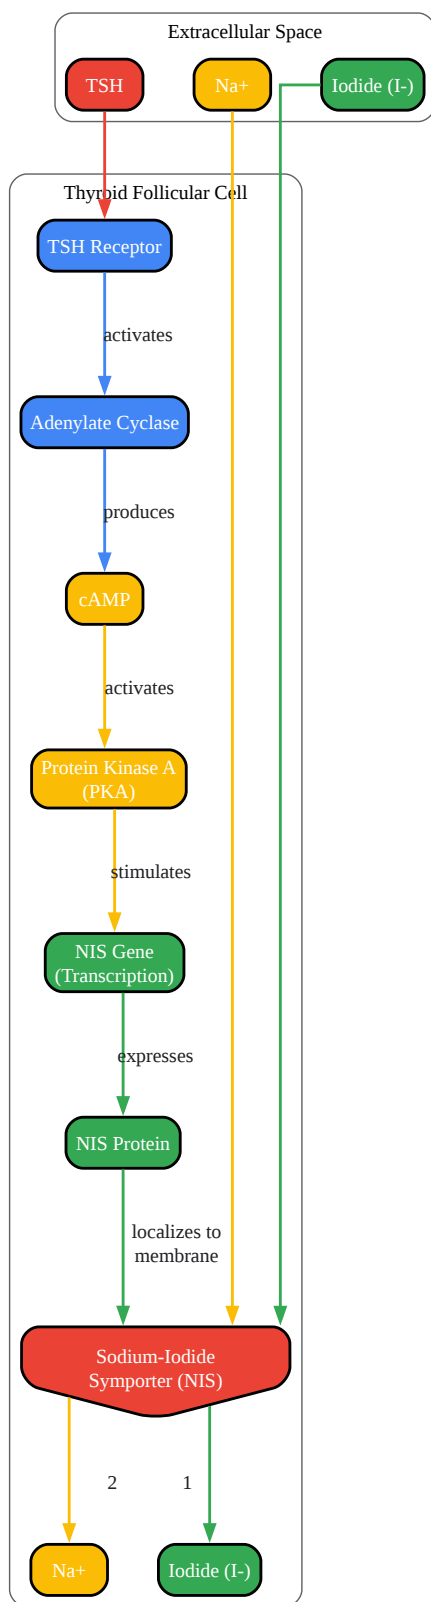 Extracellular Space
TSH
Na+
Iodide (I-)
Thyroid Follicular Cell
TSH Receptor
activates
Adenylate Cyclase
produces
cAMP
activates
Protein Kinase A
(PKA)
stimulates
NIS Gene
(Transcription)
expresses
NIS Protein
localizes to
membrane
Sodium-Iodide
Symporter (NIS)
2
1
Na+
Iodide (I-)